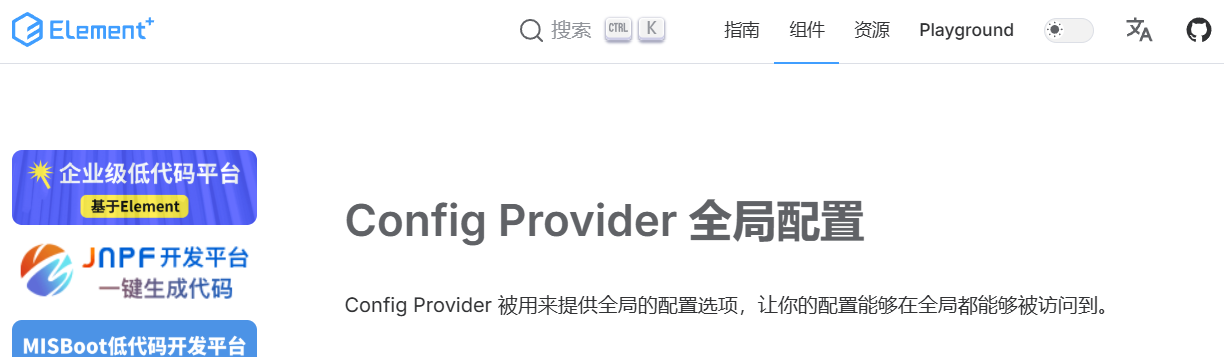 Element+
搜索 CTRL K
指南 组件 资源 Playground
企业级低代码平台
基于Element
JNPF开发平台
一键生成代码
MISBoot低代码开发平台
Config Provider 全局配置
Config Provider 被用来提供全局的配置选项，让你的配置能够在全局都能够被访问到。